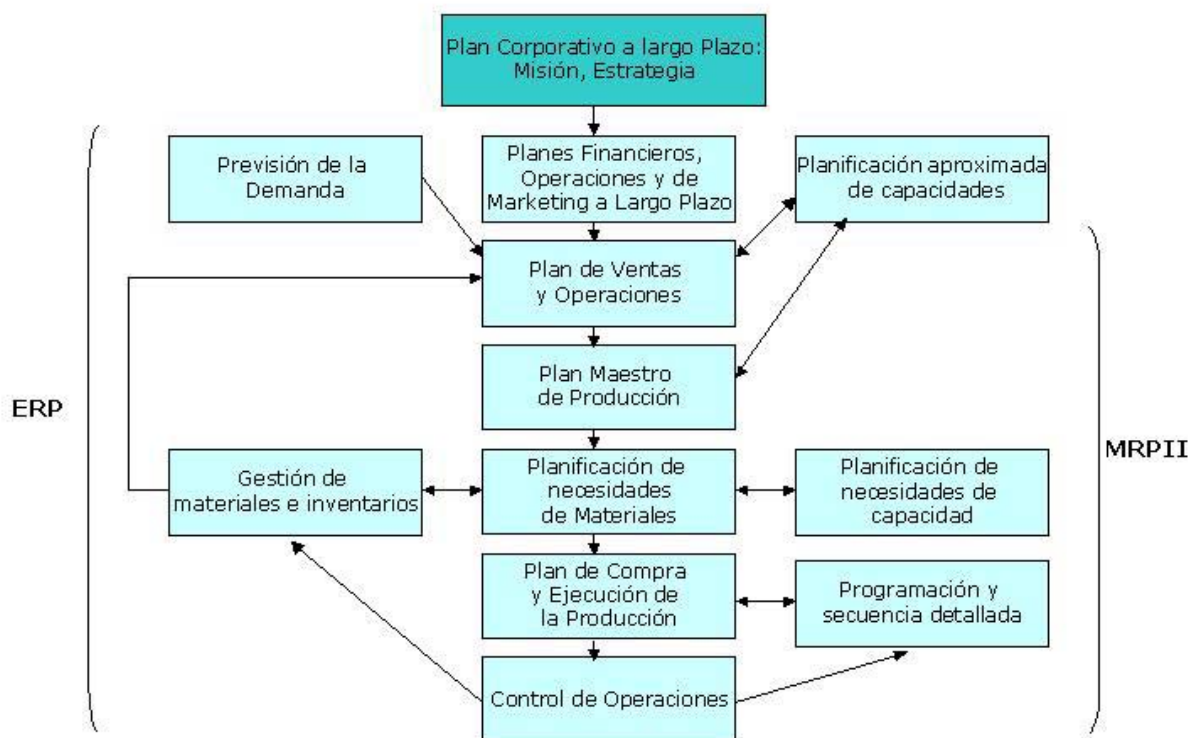 Plan Corporativo a largo Plazo:
Misión, Estrategia
Previsión de la
Demanda
Planes Financieros,
Operaciones y de
Marketing a Largo Plazo
Planificación aproximada
de capacidades
Plan de Ventas
y Operaciones
Plan Maestro
de Producción
ERP
MRPII
Gestión de
materiales e inventarios
Planificación de
necesidades
de Materiales
Planificación de
necesidades de
capacidad
Plan de Compra
y Ejecución de
la Producción
Programación y
secuencia detallada
Control de Operaciones